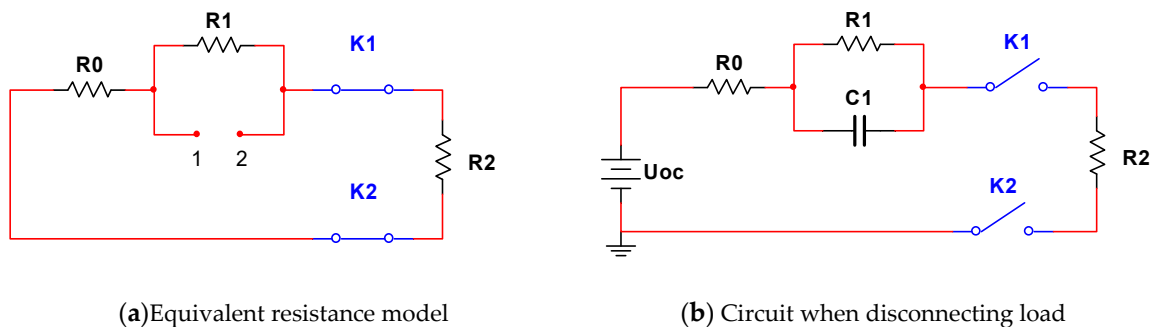 R1
K1
R0
1 2
R2
K2
(a)Equivalent resistance model
R1
K1
R0
C1
R2
Uoc
K2
(b) Circuit when disconnecting load